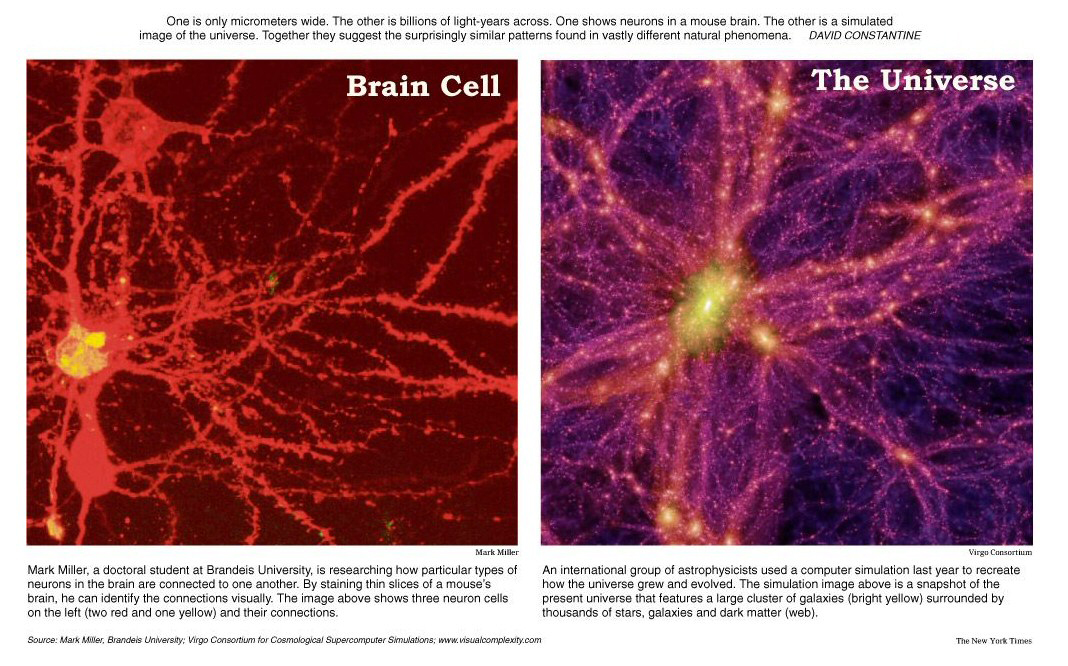 One is only micrometers wide. The other is billions of light-years across. One shows neurons in a mouse brain. The other is a simulated
image of the universe. Together they suggest the surprisingly similar patterns found in vastly different natural phenomena. DAVID CONSTANTINE
Brain Cell
The Universe
Mark Miller
Virgo Consortium
Mark Miller, a doctoral student at Brandeis University, is researching how particular types of
neurons in the brain are connected to one another. By staining thin slices of a mouse's
brain, he can identify the connections visually. The image above shows three neuron cells
on the left (two red and one yellow) and their connections.
An international group of astrophysicists used a computer simulation last year to recreate
how the universe grew and evolved. The simulation image above is a snapshot of the
present universe that features a large cluster of galaxies (bright yellow) surrounded by
thousands of stars, galaxies and dark matter (web).
Source: Mark Miller, Brandeis University; Virgo Consortium for Cosmological Supercomputer Simulations; www.visualcomplexity.com
The New York Times